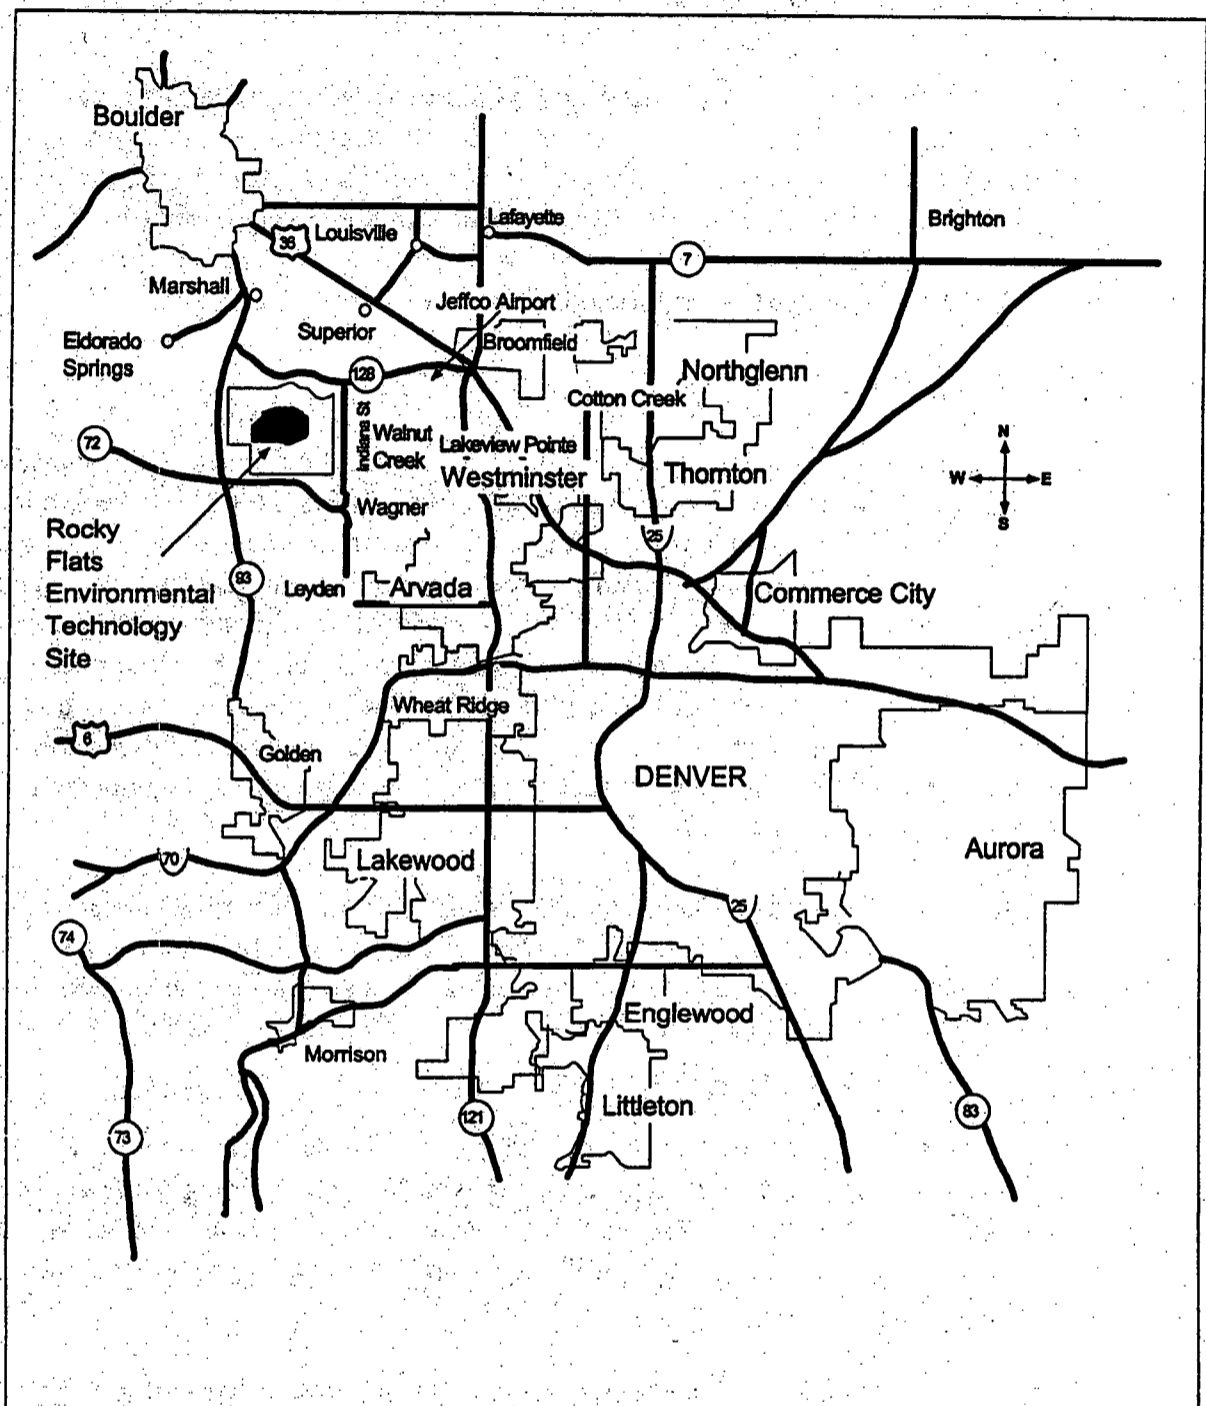 Boulder
Lafayette
Brighton
36
Louisville
7
Marshall
Jeffco Airport
Superior
Eldorado
Springs
Broomfield
128
Northglenn
Cotton Creek
Indiana St
72
Walnut
Creek
Lakeview Pointe
Westminster
Thornton
N
W
E
S
Wagner
Rocky
Flats
Environmental
Technology
Site
25
93
Leyden
Arvada
Commerce City
Wheat Ridge
6
Golden
DENVER
70
Lakewood
Aurora
25
74
Englewood
Morrison
Littleton
121
83
73